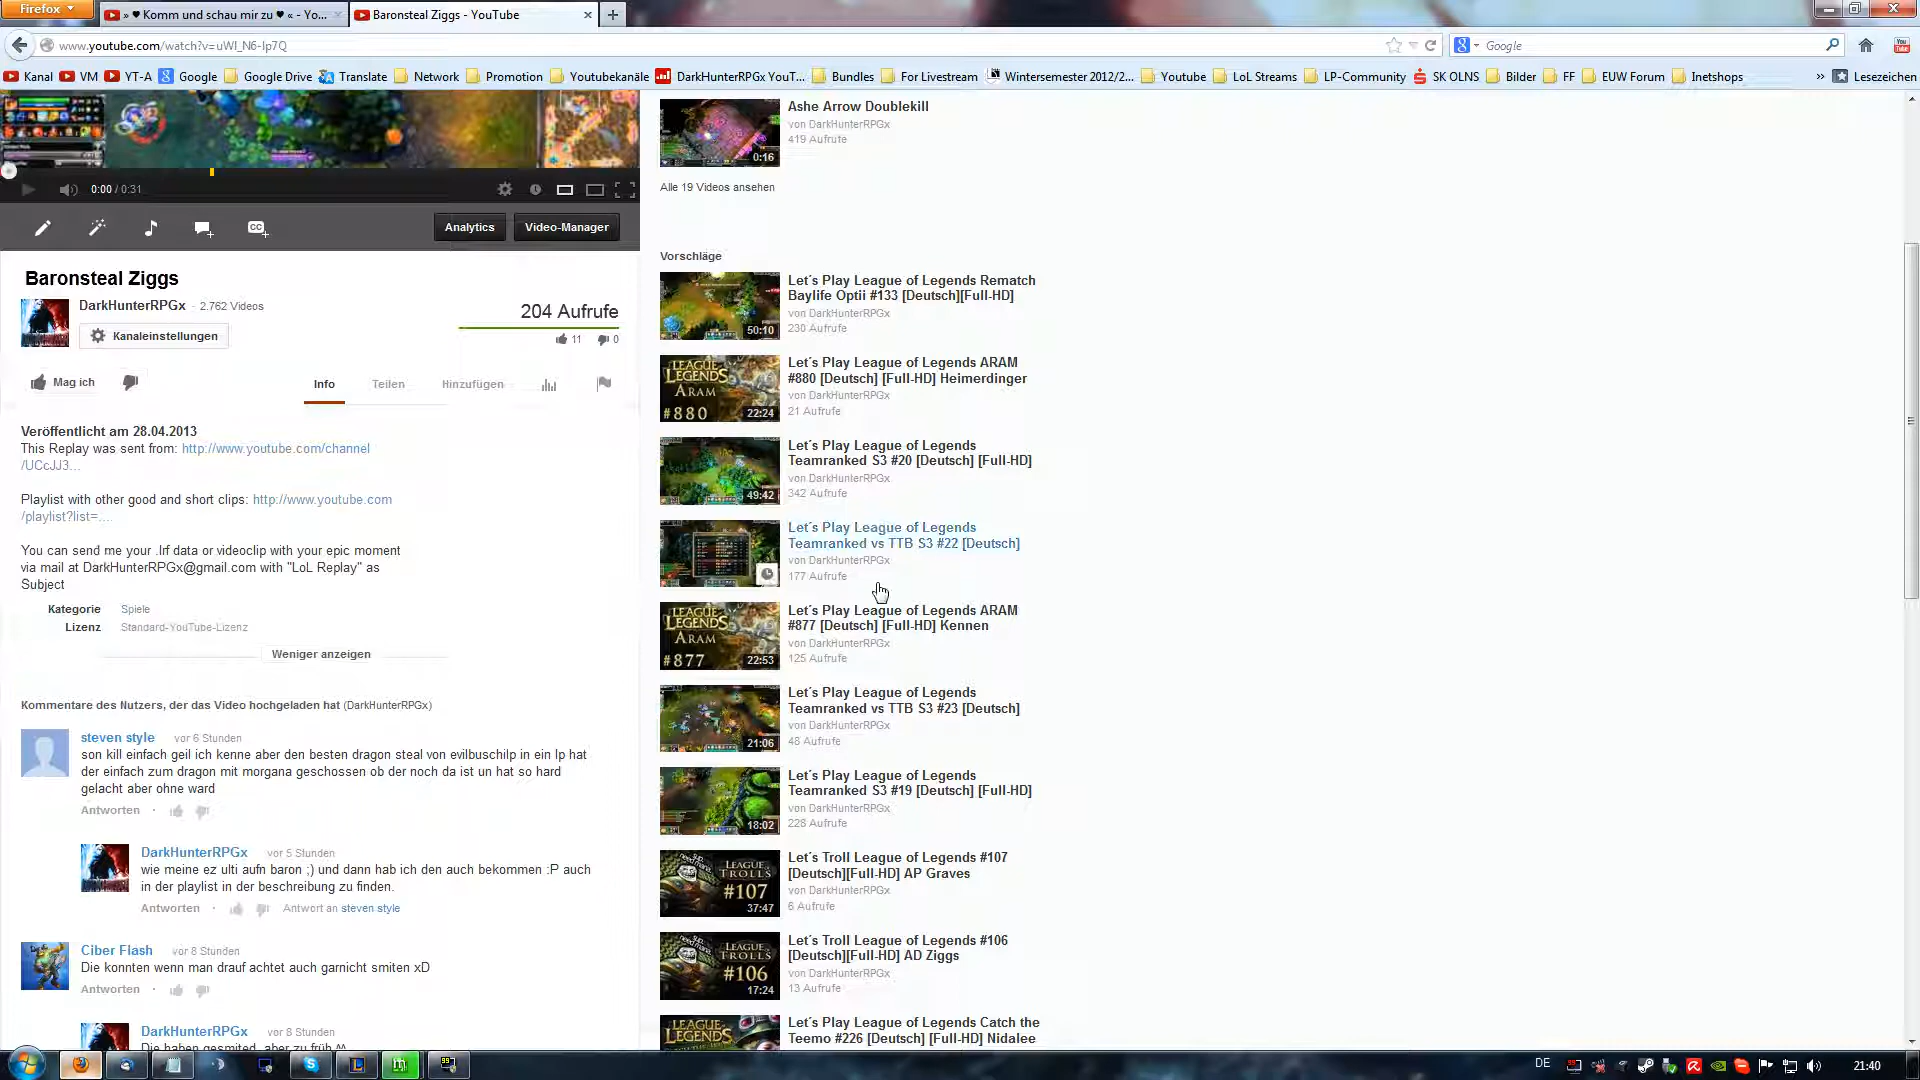 Firefox
» ♥ Komm und schau mir zu ♥ « - Yo...
Baronsteal Ziggs - YouTube
www.youtube.com/watch?v=uWI_N6-Ip7Q
Google
Kanal
VM
YT-A
Google
Google Drive
Translate
Network
Promotion
Youtubekanäle
DarkHunterRPGx YouT...
Bundles
For Livestream
Wintersemester 2012/2...
Youtube
LoL Streams
LP-Community
SK OLNS
Bilder
FF
EUW Forum
Inetshops
»
Lesezeichen
0:00 / 0:31
Analytics
Video-Manager
Baronsteal Ziggs
DarkHunterRPGx · 2.762 Videos
Kanaleinstellungen
204 Aufrufe
11
0
Mag ich
Info
Teilen
Hinzufügen
Veröffentlicht am 28.04.2013
This Replay was sent from: http://www.youtube.com/channel
/UCcJJ3...
Playlist with other good and short clips: http://www.youtube.com
/playlist?list=....
You can send me your .lrf data or videoclip with your epic moment
via mail at DarkHunterRPGx@gmail.com with "LoL Replay" as
Subject
Kategorie Spiele
Lizenz Standard-YouTube-Lizenz
Weniger anzeigen
Kommentare des Nutzers, der das Video hochgeladen hat (DarkHunterRPGx)
steven style vor 6 Stunden
son kill einfach geil ich kenne aber den besten dragon steal von evilbuschilp in ein lp hat
der einfach zum dragon mit morgana geschossen ob der noch da ist un hat so hard
gelacht aber ohne ward
Antworten ·
DarkHunterRPGx vor 5 Stunden
wie meine ez ulti aufn baron ;) und dann hab ich den auch bekommen :P auch
in der playlist in der beschreibung zu finden.
Antworten · Antwort an steven style
Ciber Flash vor 8 Stunden
Die konnten wenn man drauf achtet auch garnicht smiten xD
Antworten ·
DarkHunterRPGx vor 8 Stunden
Die haben gesmited, aber zu früh ^^
Ashe Arrow Doublekill
von DarkHunterRPGx
419 Aufrufe
0:16
Alle 19 Videos ansehen
Vorschläge
Let´s Play League of Legends Rematch
Baylife Optii #133 [Deutsch][Full-HD]
von DarkHunterRPGx
230 Aufrufe
50:10
Let´s Play League of Legends ARAM
#880 [Deutsch] [Full-HD] Heimerdinger
von DarkHunterRPGx
21 Aufrufe
LEAGUE
LEGENDS
ARAM
#880
22:24
Let´s Play League of Legends
Teamranked S3 #20 [Deutsch] [Full-HD]
von DarkHunterRPGx
342 Aufrufe
49:42
Let´s Play League of Legends
Teamranked vs TTB S3 #22 [Deutsch]
von DarkHunterRPGx
177 Aufrufe
Let´s Play League of Legends ARAM
#877 [Deutsch] [Full-HD] Kennen
von DarkHunterRPGx
125 Aufrufe
LEAGUE
LEGENDS
ARAM
#877
22:53
Let´s Play League of Legends
Teamranked vs TTB S3 #23 [Deutsch]
von DarkHunterRPGx
48 Aufrufe
21:06
Let´s Play League of Legends
Teamranked S3 #19 [Deutsch] [Full-HD]
von DarkHunterRPGx
228 Aufrufe
18:02
Let´s Troll League of Legends #107
[Deutsch][Full-HD] AP Graves
von DarkHunterRPGx
6 Aufrufe
LEAGUE
TROLLS
#107
37:47
Let´s Troll League of Legends #106
[Deutsch][Full-HD] AD Ziggs
von DarkHunterRPGx
13 Aufrufe
LEAGUE
TROLLS
#106
17:24
Let´s Play League of Legends Catch the
Teemo #226 [Deutsch] [Full-HD] Nidalee
LEAGUE
LEGENDS
DE
21:40